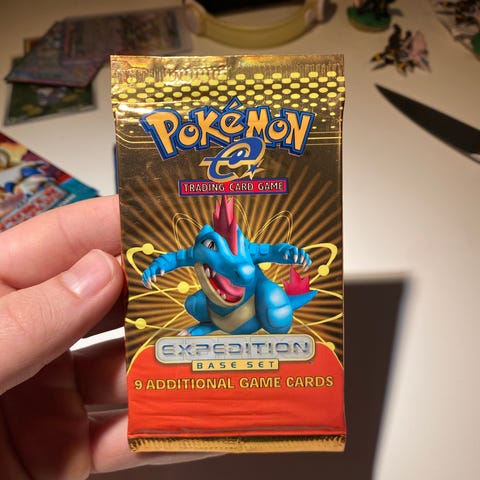 POKéMON
e
TRADING CARD GAME
EXPEDITION
BASE SET
9 ADDITIONAL GAME CARDS